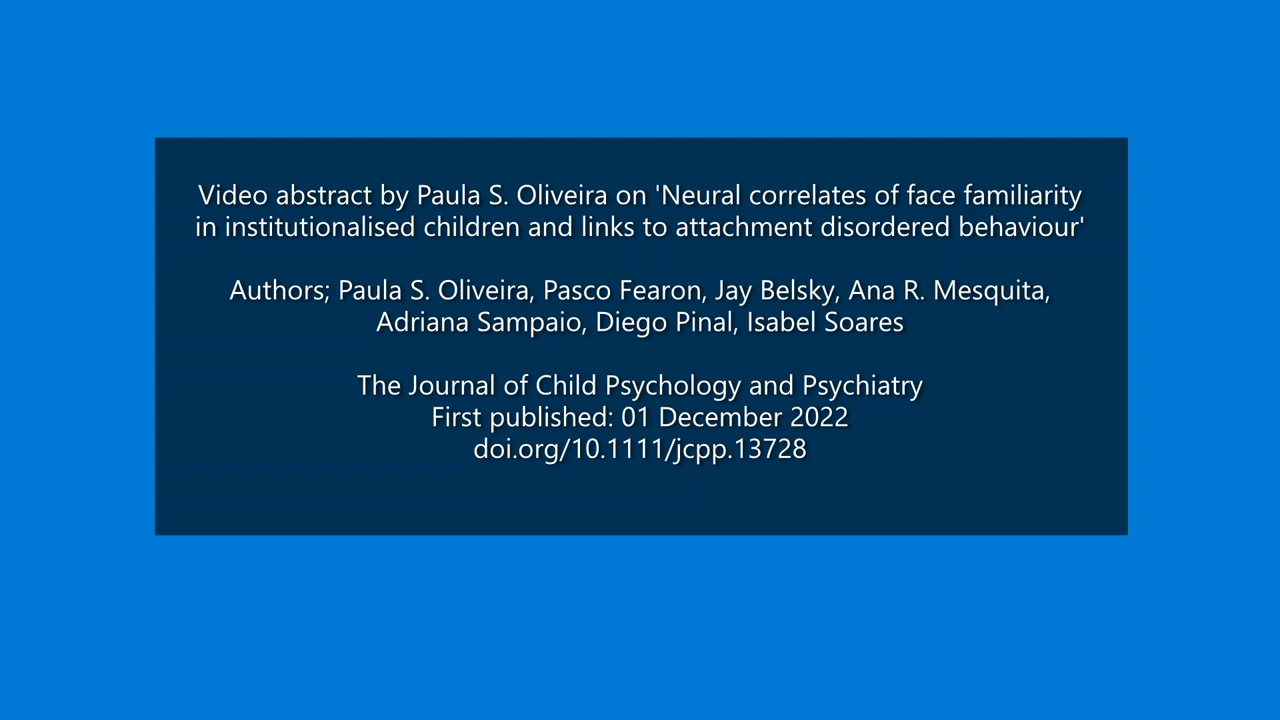 Video abstract by Paula S. Oliveira on 'Neural correlates of face familiarity
in institutionalised children and links to attachment disordered behaviour'
Authors; Paula S. Oliveira, Pasco Fearon, Jay Belsky, Ana R. Mesquita,
Adriana Sampaio, Diego Pinal, Isabel Soares
The Journal of Child Psychology and Psychiatry
First published: 01 December 2022
doi.org/10.1111/jcpp.13728